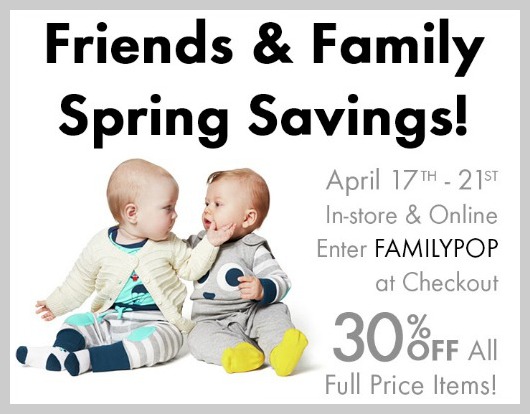 Friends & Family
Spring Savings!
April 17TH - 21ST
In-store & Online
Enter FAMILYPOP
at Checkout
30% OFF All
Full Price Items!